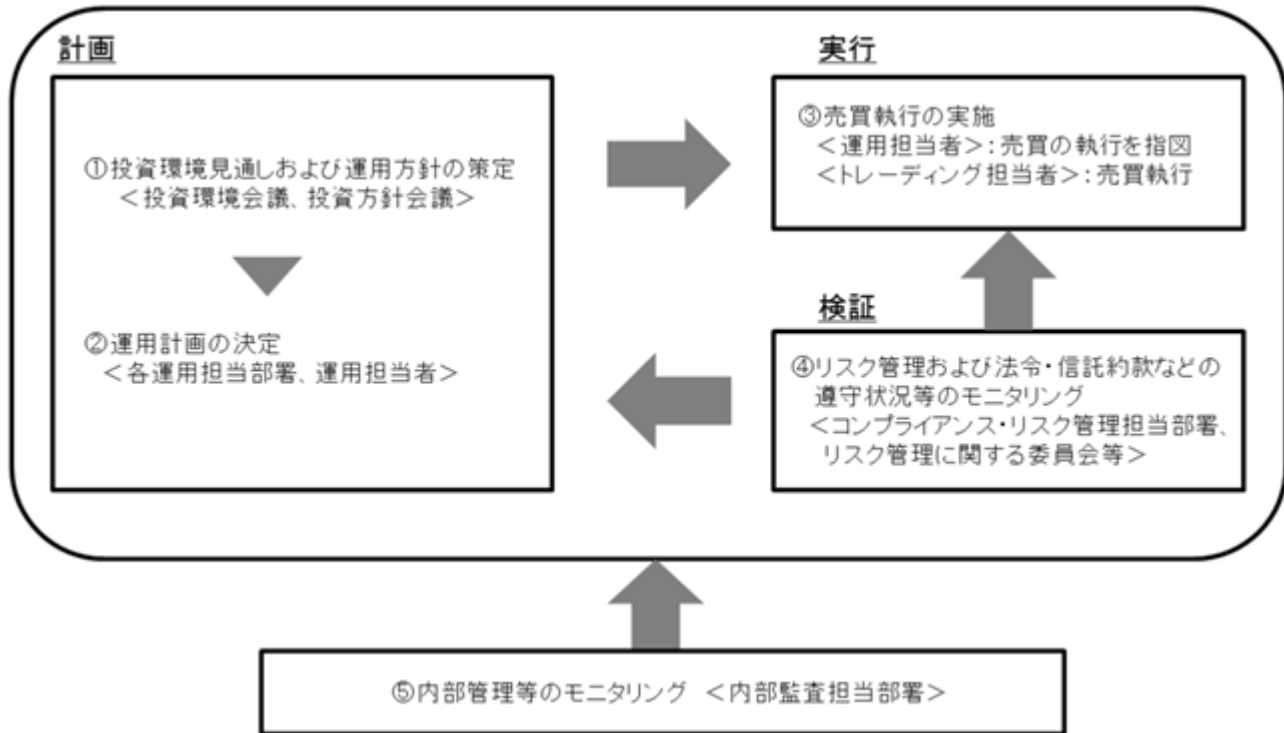 計画
①投資環境見通しおよび運用方針の策定
＜投資環境会議、投資方針会議＞
②運用計画の決定
＜各運用担当部署、運用担当者＞
実行
③売買執行の実施
＜運用担当者＞：売買の執行を指図
＜トレーディング担当者＞：売買執行
検証
④リスク管理および法令・信託約款などの
遵守状況等のモニタリング
＜コンプライアンス・リスク管理担当部署、
リスク管理に関する委員会等＞
⑤内部管理等のモニタリング　＜内部監査担当部署＞